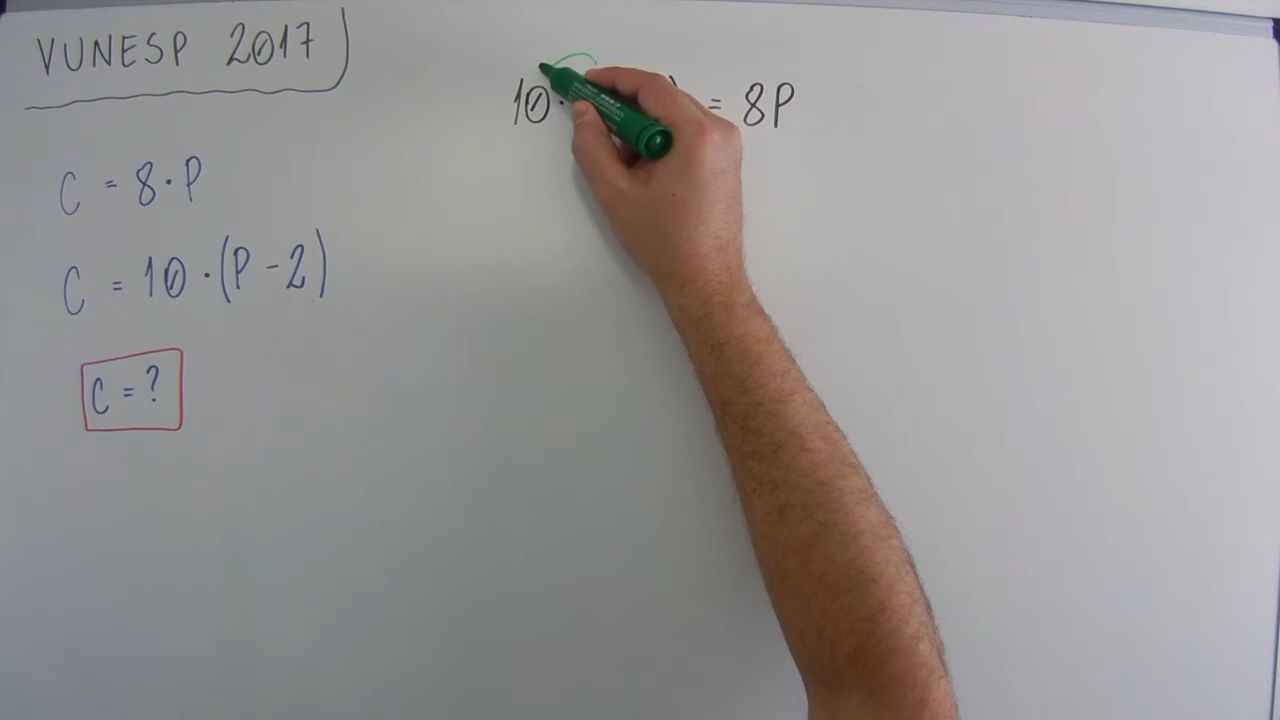 VUNESP 2017
10 · ) = 8P
C = 8 · P
C = 10 · (P - 2)
C = ?